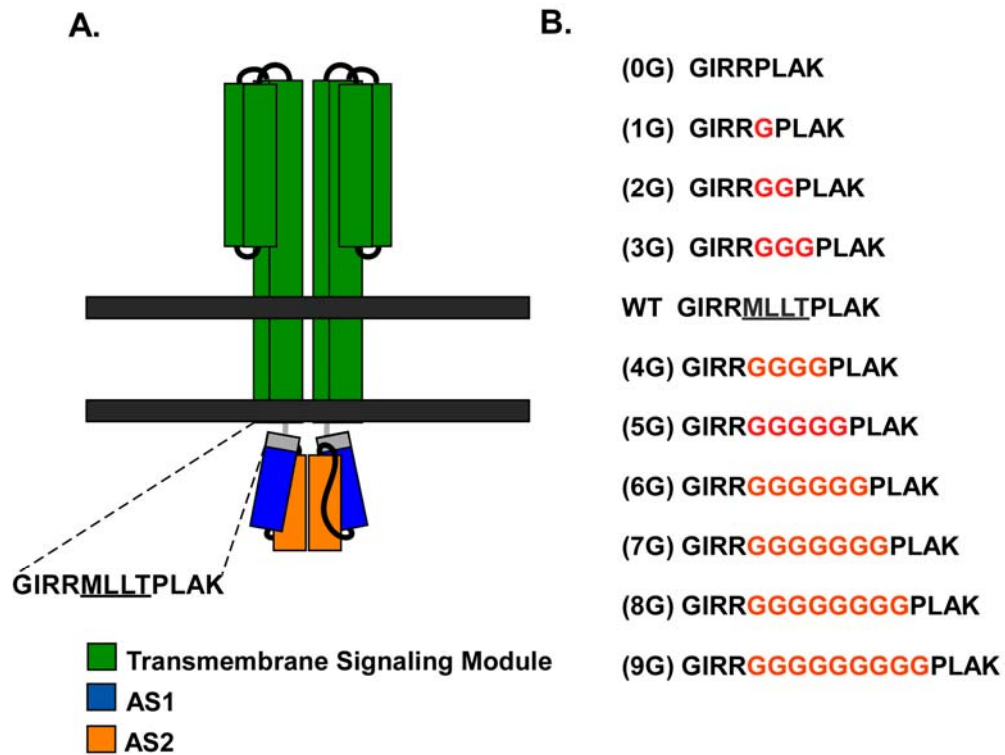 A.
GIRRMLLTPLAK
Transmembrane Signaling Module
AS1
AS2
B.
(0G) GIRRPLAK
(1G) GIRRGPLAK
(2G) GIRRGGPLAK
(3G) GIRRGGGPLAK
WT GIRRMLLTPLAK
(4G) GIRRGGGGPLAK
(5G) GIRRGGGGGPLAK
(6G) GIRRGGGGGGPLAK
(7G) GIRRGGGGGGGPLAK
(8G) GIRRGGGGGGGGPLAK
(9G) GIRRGGGGGGGGGPLAK